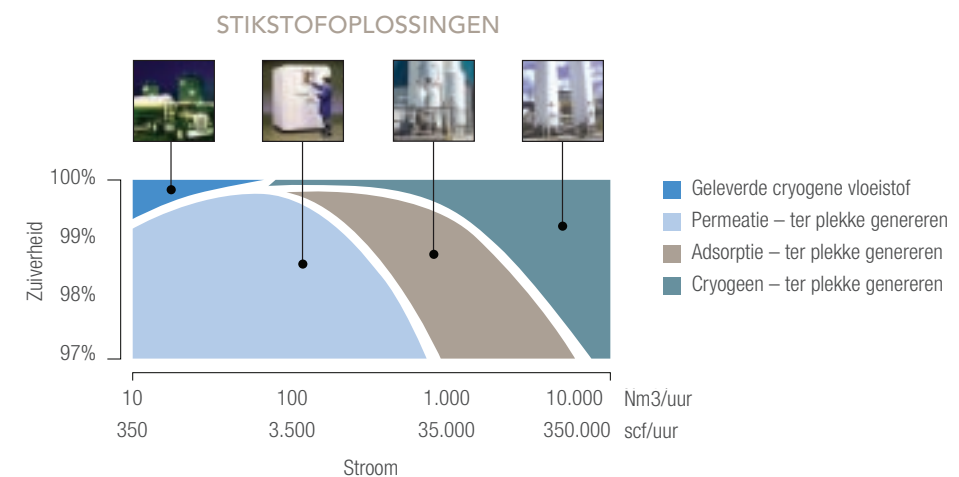 STIKSTOFOPLOSSINGEN
100%
99%
98%
97%
Zuiverheid
10 100 1.000 10.000 Nm3/uur
350 3.500 35.000 350.000 scf/uur
Stroom
Geleverde cryogene vloeistof
Permeatie – ter plekke genereren
Adsorptie – ter plekke genereren
Cryogeen – ter plekke genereren